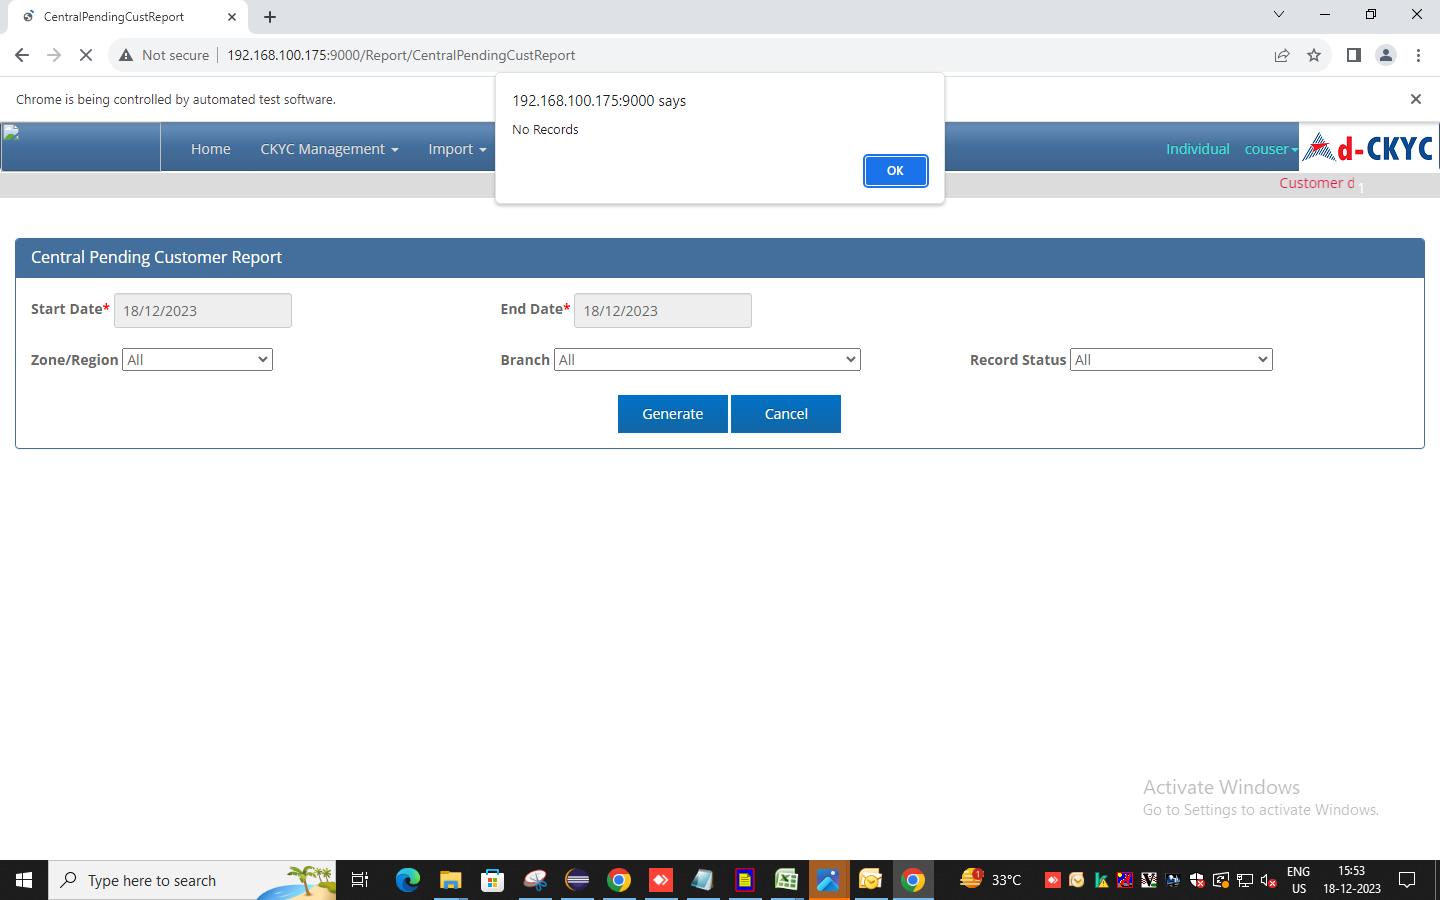 CentralPendingCustReport
Not secure
192.168.100.175:9000/Report/CentralPendingCustReport
Chrome is being controlled by automated test software.
192.168.100.175:9000 says
No Records
OK
Home
CKYC Management
Import
Individual
couser
d-CKYC
Customer d
1
Central Pending Customer Report
Start Date* 18/12/2023
End Date* 18/12/2023
Zone/Region All
Branch All
Record Status All
Generate
Cancel
Activate Windows
Go to Settings to activate Windows.
Type here to search
1
33°C
ENG
US
15:53
18-12-2023